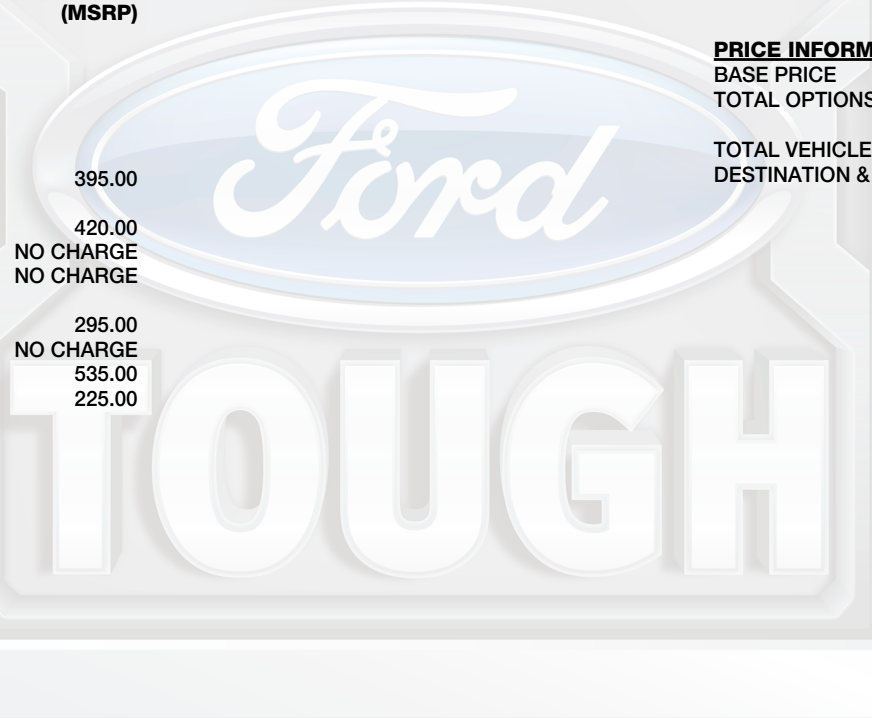 (MSRP)
395.00
420.00
NO CHARGE
NO CHARGE
295.00
NO CHARGE
535.00
225.00
PRICE INFORM
BASE PRICE
TOTAL OPTIONS
TOTAL VEHICLE
DESTINATION &
Ford
TOUGH